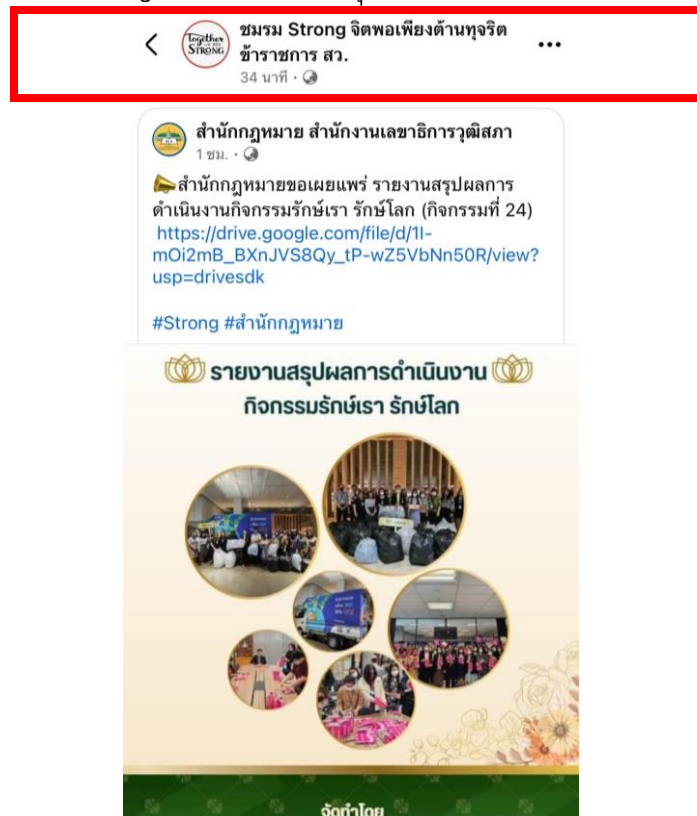 ชมรม Strong จิตพอเพียงต้านทุจริต
ข้าราชการ สว.
34 นาที ·
Together
STRONG
สำนักกฎหมาย สำนักงานเลขาธิการวุฒิสภา
1 ชม. ·
สำนักกฎหมายขอเผยแพร่ รายงานสรุปผลการ
ดำเนินงานกิจกรรมรักษ์เรา รักษ์โลก (กิจกรรมที่ 24)
https://drive.google.com/file/d/1I-
mOi2mB_BXnJVS8Qy_tP-wZ5VbNn50R/view?
usp=drivesdk
#Strong #สำนักกฎหมาย
รายงานสรุปผลการดำเนินงาน
กิจกรรมรักษ์เรา รักษ์โลก
จัดทำโดย